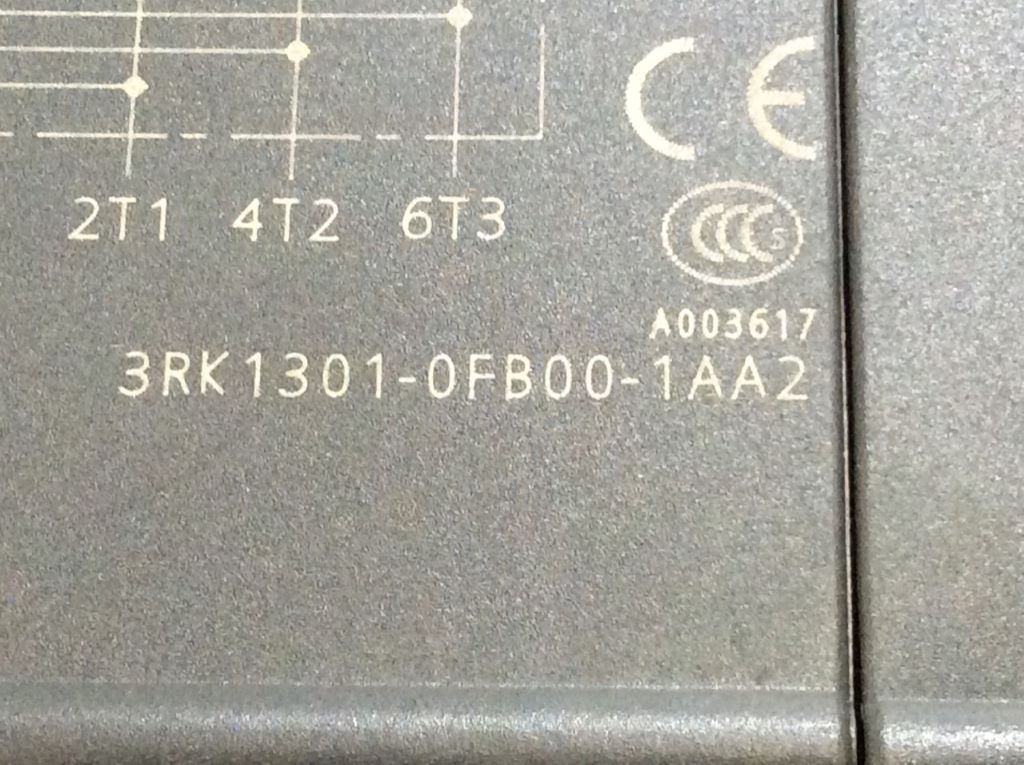 CE
2T1 4T2 6T3
CCC S
A003617
3RK1301-0FB00-1AA2